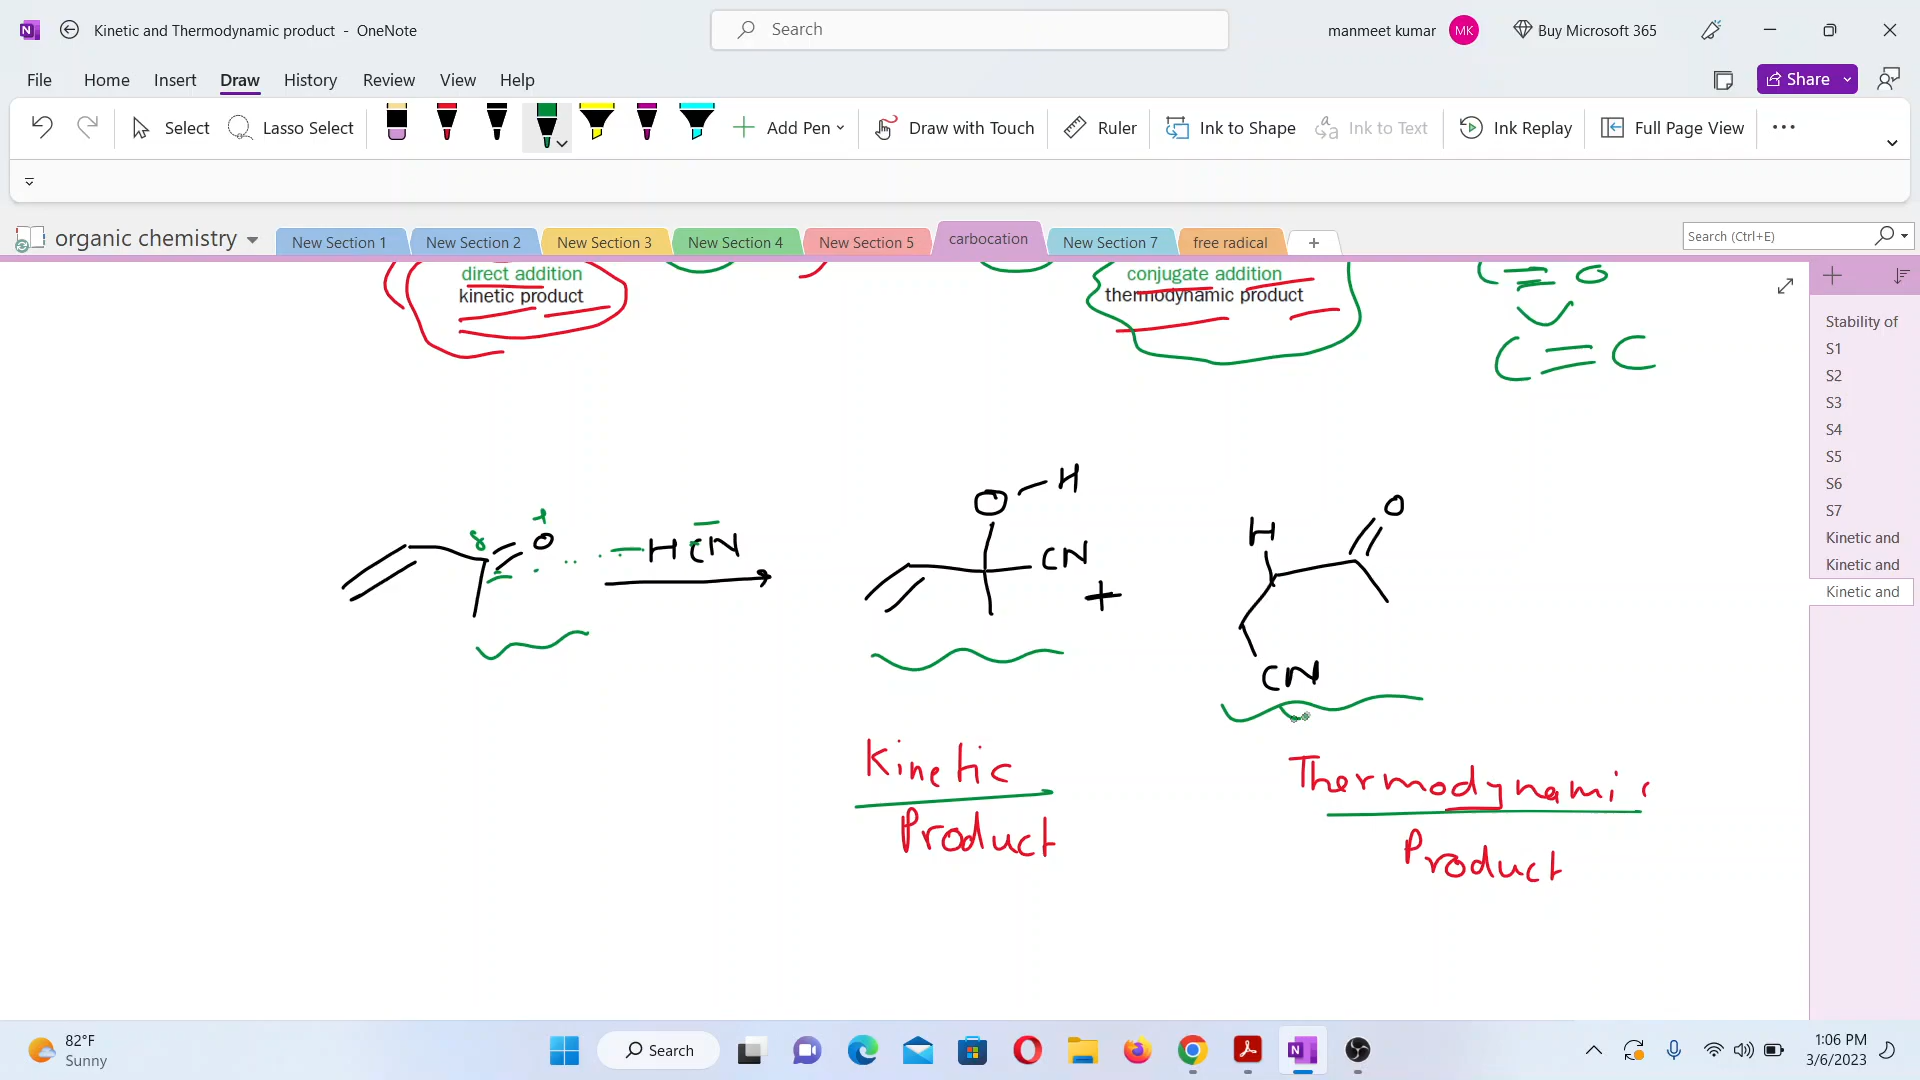 Kinetic and Thermodynamic product - OneNote
Search
manmeet kumar MK Buy Microsoft 365
File Home Insert Draw History Review View Help
Share
Select Lasso Select Add Pen Draw with Touch Ruler Ink to Shape Ink to Text Ink Replay Full Page View
organic chemistry New Section 1 New Section 2 New Section 3 New Section 4 New Section 5 carbocation New Section 7 free radical +
Search (Ctrl+E)
direct addition
kinetic product
conjugate addition
thermodynamic product
C=O
C=C
Stability of
S1
S2
S3
S4
S5
S6
S7
Kinetic and
Kinetic and
Kinetic and
O
HCN
O-H
CN
+
H
O
CN
Kinetic
Product
Thermodynamic
Product
82°F
Sunny
Search
1:06 PM
3/6/2023